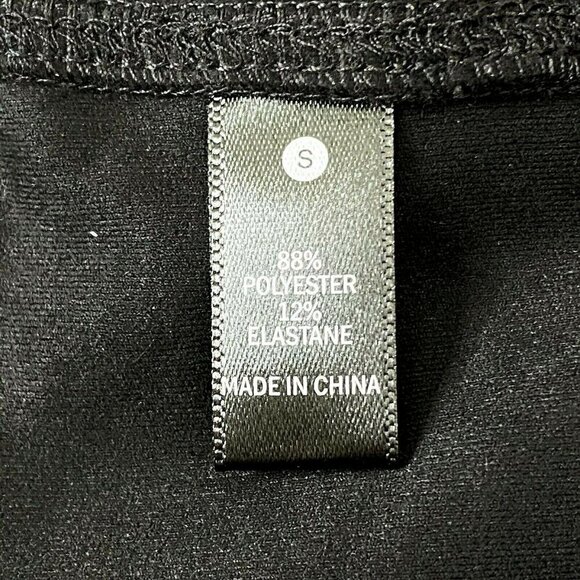 S
88%
POLYESTER
12%
ELASTANE
MADE IN CHINA